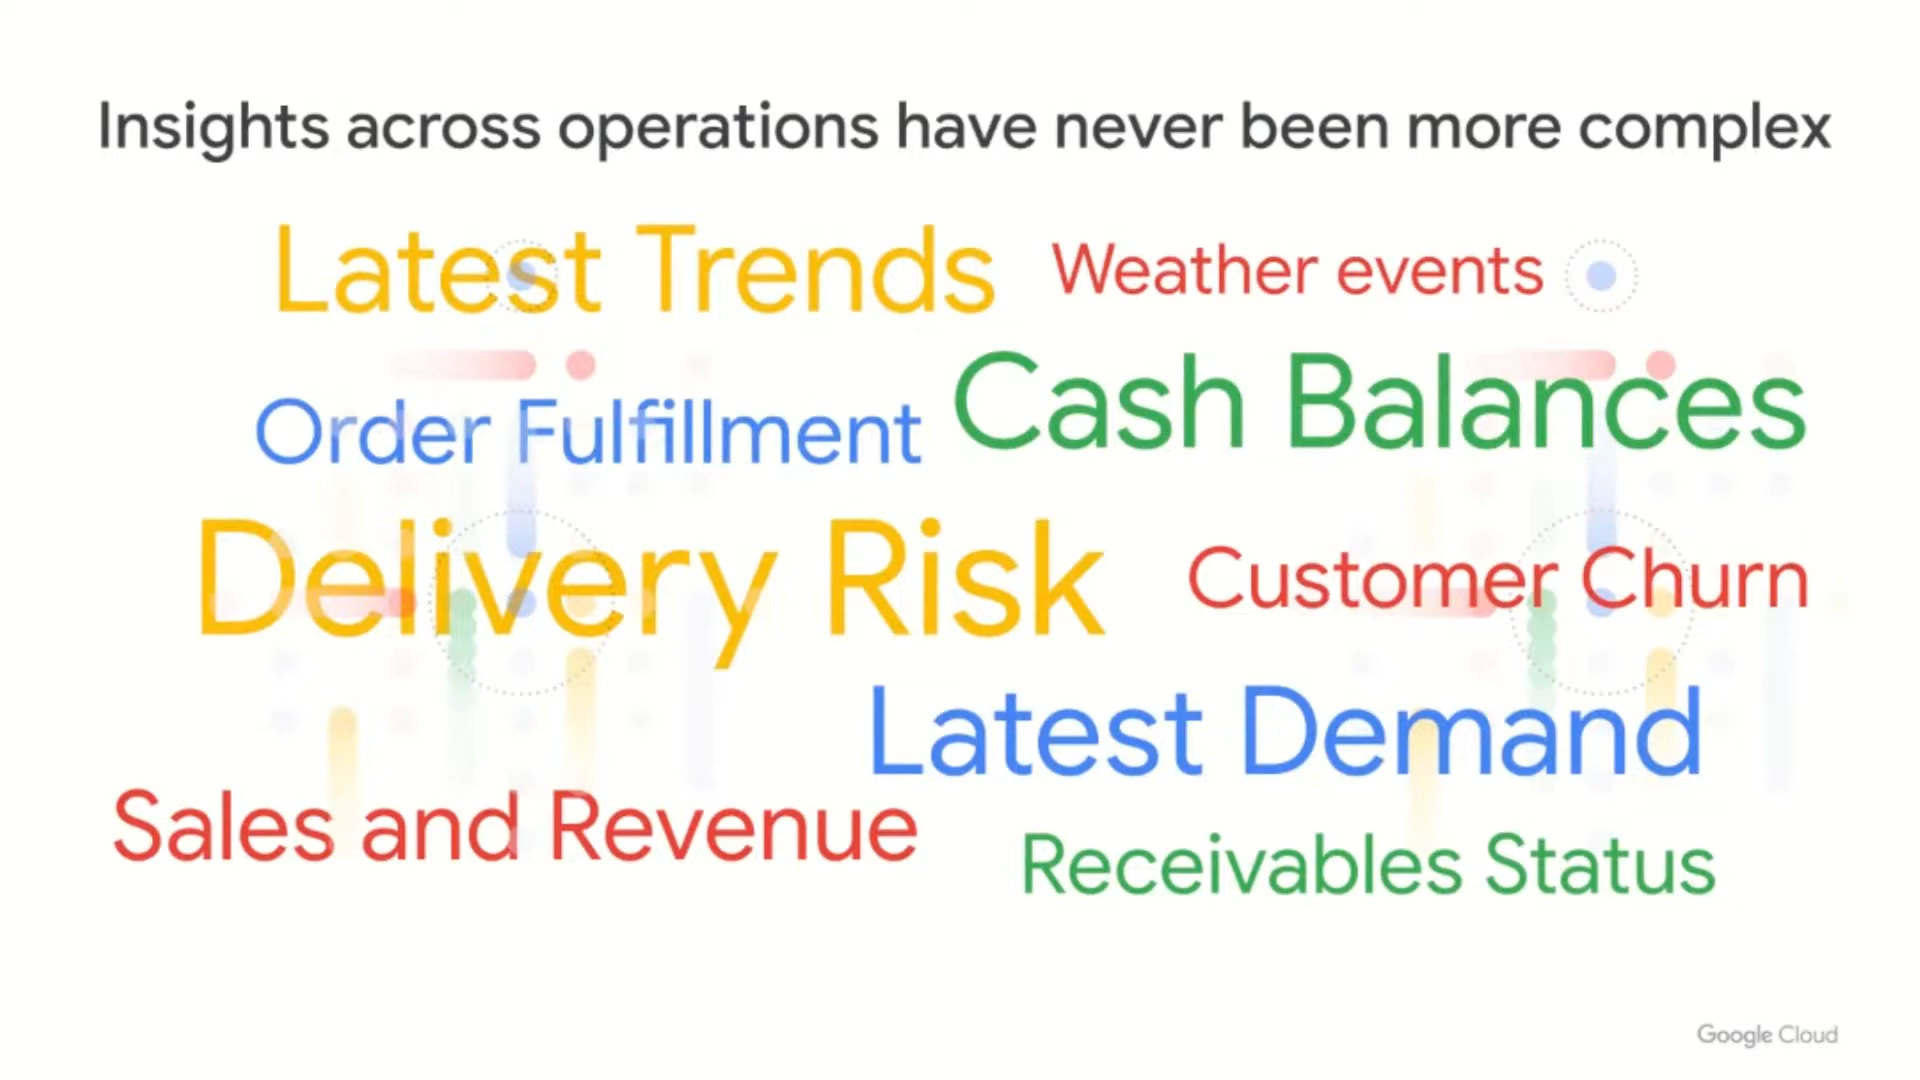 Insights across operations have never been more complex
Latest Trends
Weather events
Order Fulfillment
Cash Balances
Delivery Risk
Customer Churn
Latest Demand
Sales and Revenue
Receivables Status
Google Cloud